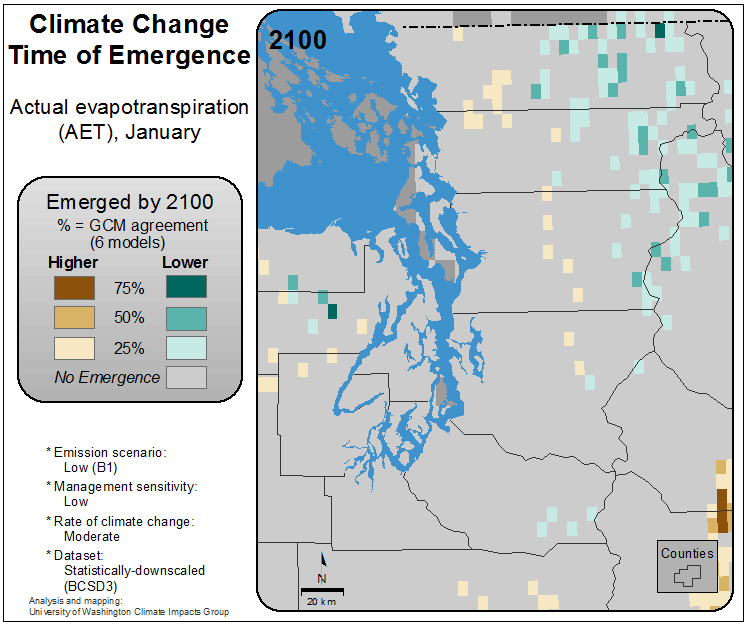 Climate Change
Time of Emergence
Actual evapotranspiration
(AET), January
Emerged by 2100
% = GCM agreement
(6 models)
Higher Lower
75%
50%
25%
No Emergence
* Emission scenario:
Low (B1)
* Management sensitivity:
Low
* Rate of climate change:
Moderate
* Dataset:
Statistically-downscaled
(BCSD3)
Analysis and mapping:
University of Washington Climate Impacts Group
2100
N
20 km
Counties